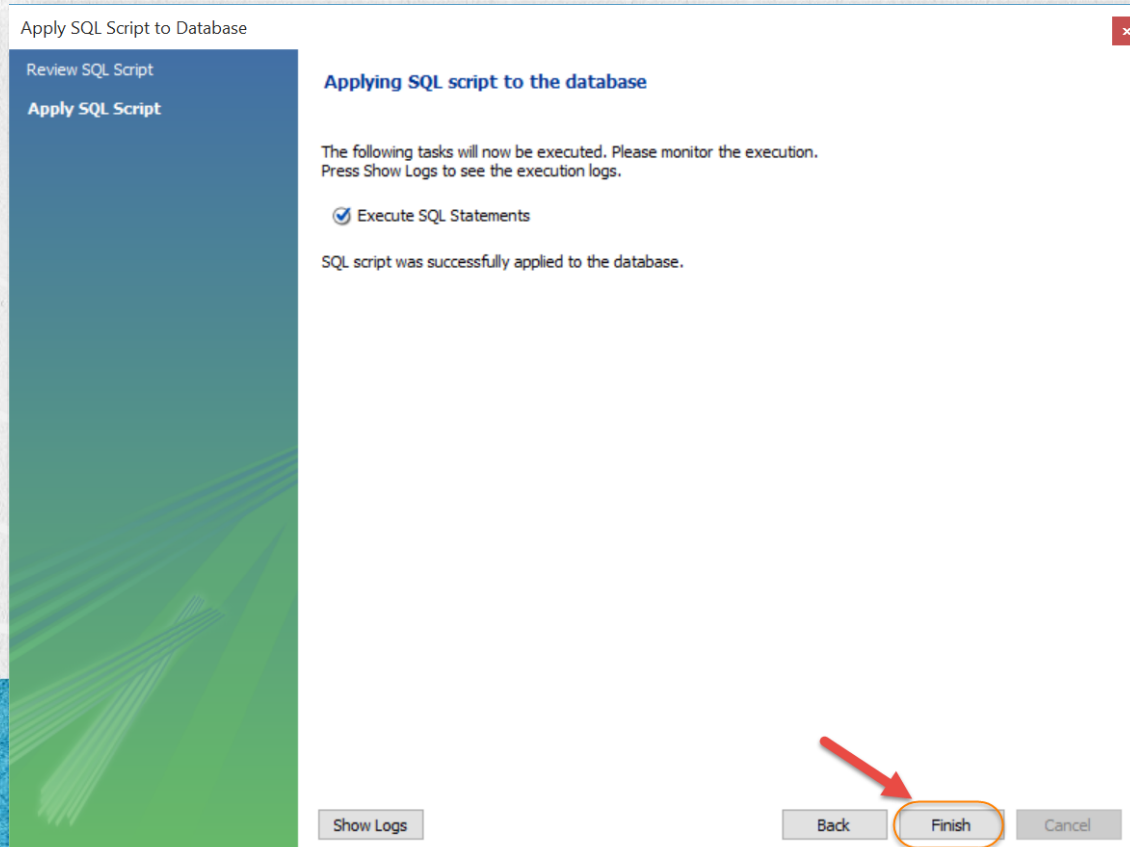 Apply SQL Script to Database
Review SQL Script
Apply SQL Script
Applying SQL script to the database
The following tasks will now be executed. Please monitor the execution.
Press Show Logs to see the execution logs.
Execute SQL Statements
SQL script was successfully applied to the database.
Show Logs
Back
Finish
Cancel